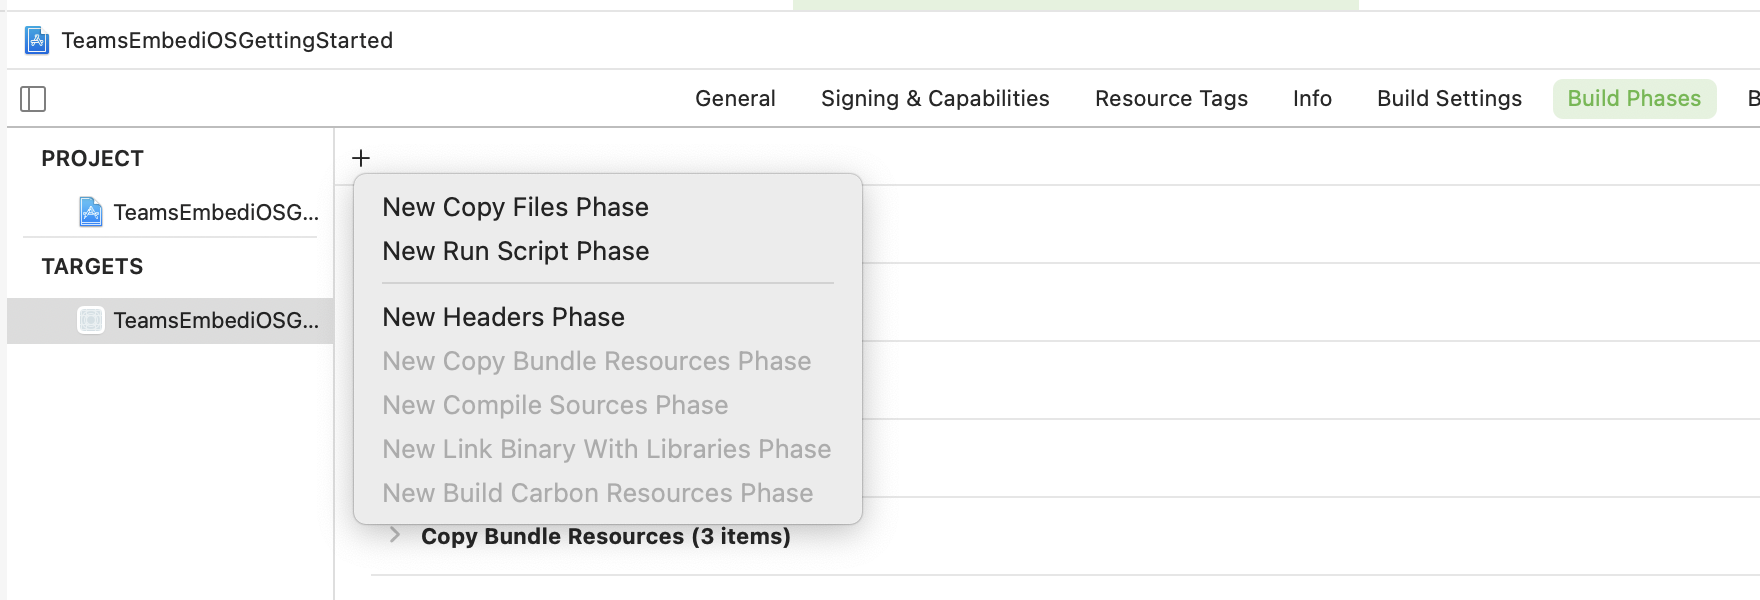 TeamsEmbediOSGettingStarted
General Signing & Capabilities Resource Tags Info Build Settings Build Phases B
PROJECT
TeamsEmbediOSG...
TARGETS
TeamsEmbediOSG...
+
New Copy Files Phase
New Run Script Phase
New Headers Phase
New Copy Bundle Resources Phase
New Compile Sources Phase
New Link Binary With Libraries Phase
New Build Carbon Resources Phase
Copy Bundle Resources (3 items)